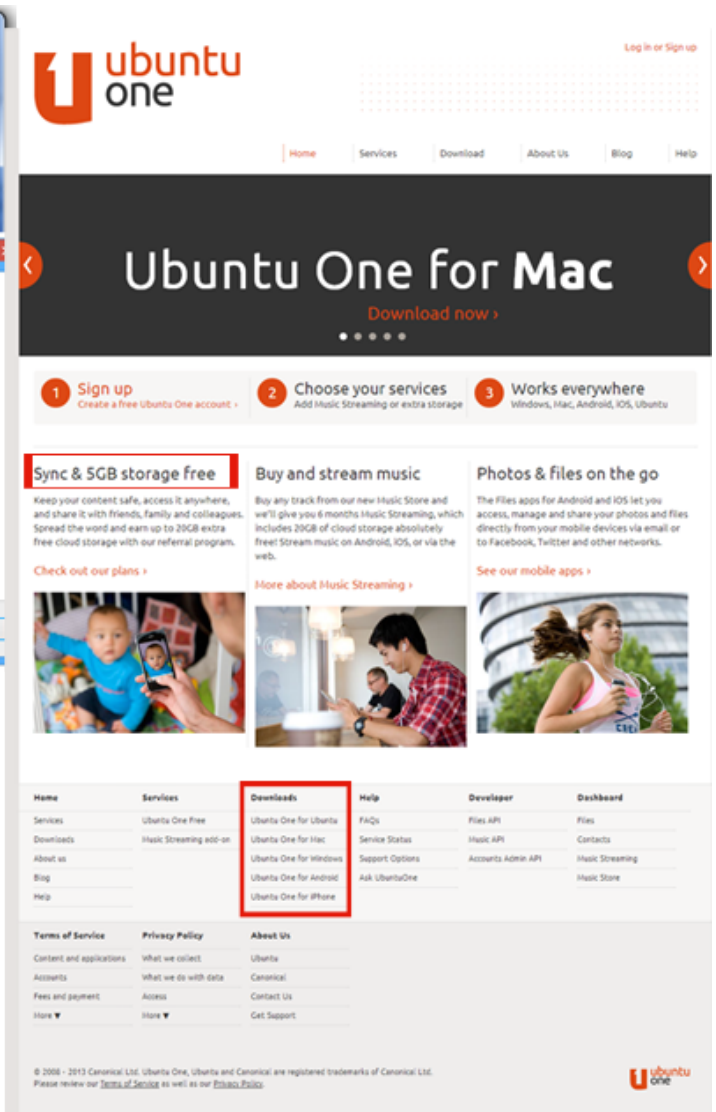 ubuntu
one
Log in or Sign up
Home Services Download About Us Blog Help
Ubuntu One for Mac
Download now ›
1 Sign up
Create a free Ubuntu One account ›
2 Choose your services
Add Music Streaming or extra storage
3 Works everywhere
Windows, Mac, Android, iOS, Ubuntu
Sync & 5GB storage free
Keep your content safe, access it anywhere,
and share it with friends, family and colleagues.
Spread the word and earn up to 20GB extra
free cloud storage with our referral program.
Check out our plans ›
Buy and stream music
Buy any track from our new Music Store and
we'll give you 6 months Music Streaming, which
includes 20GB of cloud storage absolutely
free! Stream music on Android, iOS, or via the
web.
More about Music Streaming ›
Photos & files on the go
The Files apps for Android and iOS let you
access, manage and share your photos and files
directly from your mobile devices via email or
to Facebook, Twitter and other networks.
See our mobile apps ›
Home Services Downloads Help Developer Dashboard
Services Ubuntu One Free Ubuntu One for Ubuntu FAQs Files API Files
Downloads Music Streaming add-on Ubuntu One for Mac Service Status Music API Contacts
About us Ubuntu One for Windows Support Options Accounts Admin API Music Streaming
Blog Ubuntu One for Android Ask UbuntuOne Music Store
Help Ubuntu One for iPhone
Terms of Service Privacy Policy About Us
Content and applications What we collect Ubuntu
Accounts What we do with data Canonical
Fees and payment Access Contact Us
More ▼ More ▼ Get Support
© 2008 - 2013 Canonical Ltd. Ubuntu One, Ubuntu and Canonical are registered trademarks of Canonical Ltd.
Please review our Terms of Service as well as our Privacy Policy.
ubuntu
one